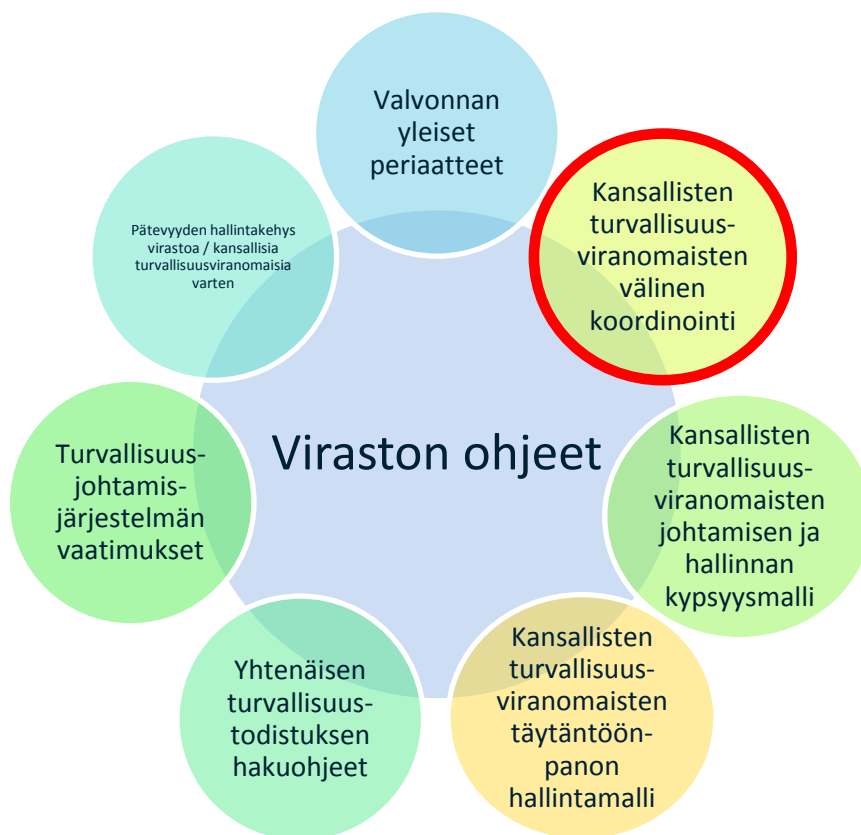 Valvonnan
yleiset
periaatteet
Kansallisten
turvallisuus-
viranomaisten
välinen
koordinointi
Kansallisten
turvallisuus-
viranomaisten
johtamisen ja
hallinnan
kypsyysmalli
Kansallisten
turvallisuus-
viranomaisten
täytäntöön-
panon
hallintamalli
Yhtenäisen
turvallisuus-
todistuksen
hakuohjeet
Turvallisuus-
johtamis-
järjestelmän
vaatimukset
Pätevyyden hallintakehys
virastoa / kansallisia
turvallisuusviranomaisia
varten
Viraston ohjeet